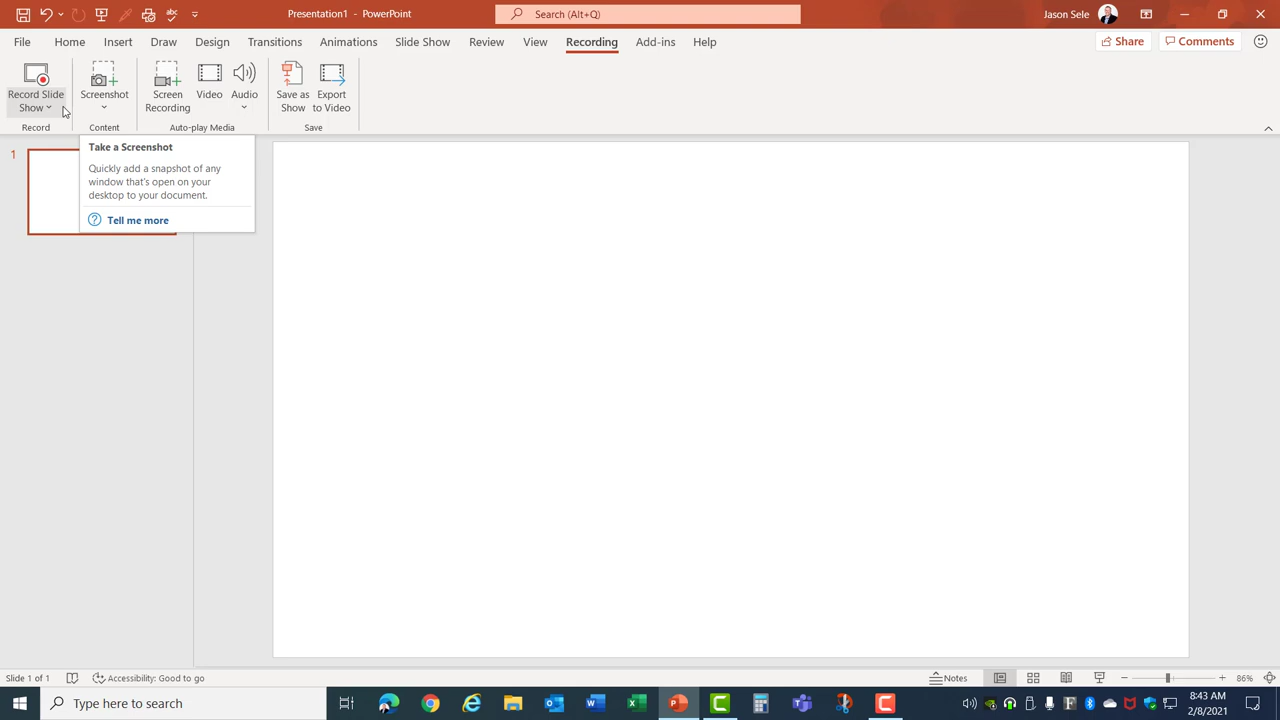 Presentation1 - PowerPoint
Search (Alt+Q)
Jason Sele
File Home Insert Draw Design Transitions Animations Slide Show Review View Recording Add-ins Help
Share Comments
Record Slide Show
Screenshot
Screen Recording
Video
Audio
Save as Show
Export to Video
Record
Content
Auto-play Media
Save
1
Take a Screenshot
Quickly add a snapshot of any
window that's open on your
desktop to your document.
Tell me more
Slide 1 of 1
Accessibility: Good to go
Notes
86%
Type here to search
8:43 AM
2/8/2021